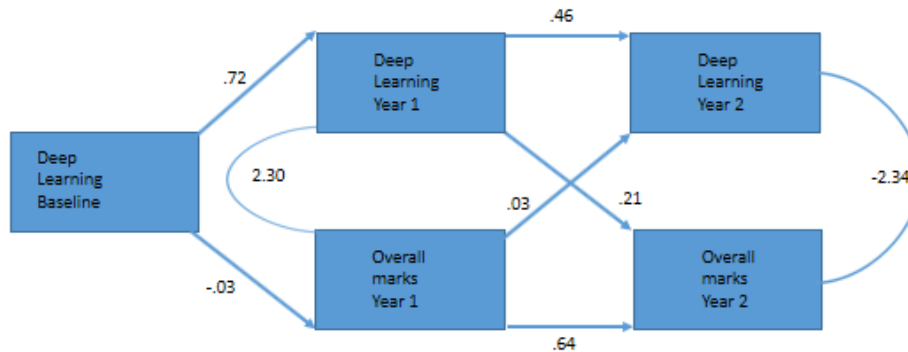 .46
Deep
Learning
Year 1
Deep
Learning
Year 2
.72
Deep
Learning
Baseline
2.30
.03
.21
-2.34
-.03
Overall
marks
Year 1
Overall
marks
Year 2
.64